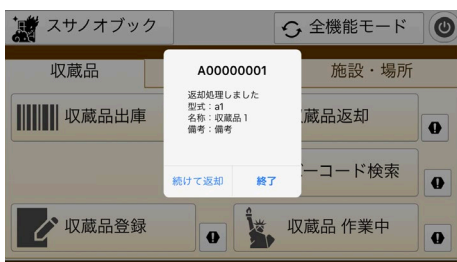 スサノオブック
全機能モード
収蔵品
施設・場所
A00000001
返却処理しました
型式：a1
名称：収蔵品１
備考：備考
続けて返却
終了
収蔵品出庫
蔵品返却
ーコード検索
収蔵品登録
収蔵品 作業中